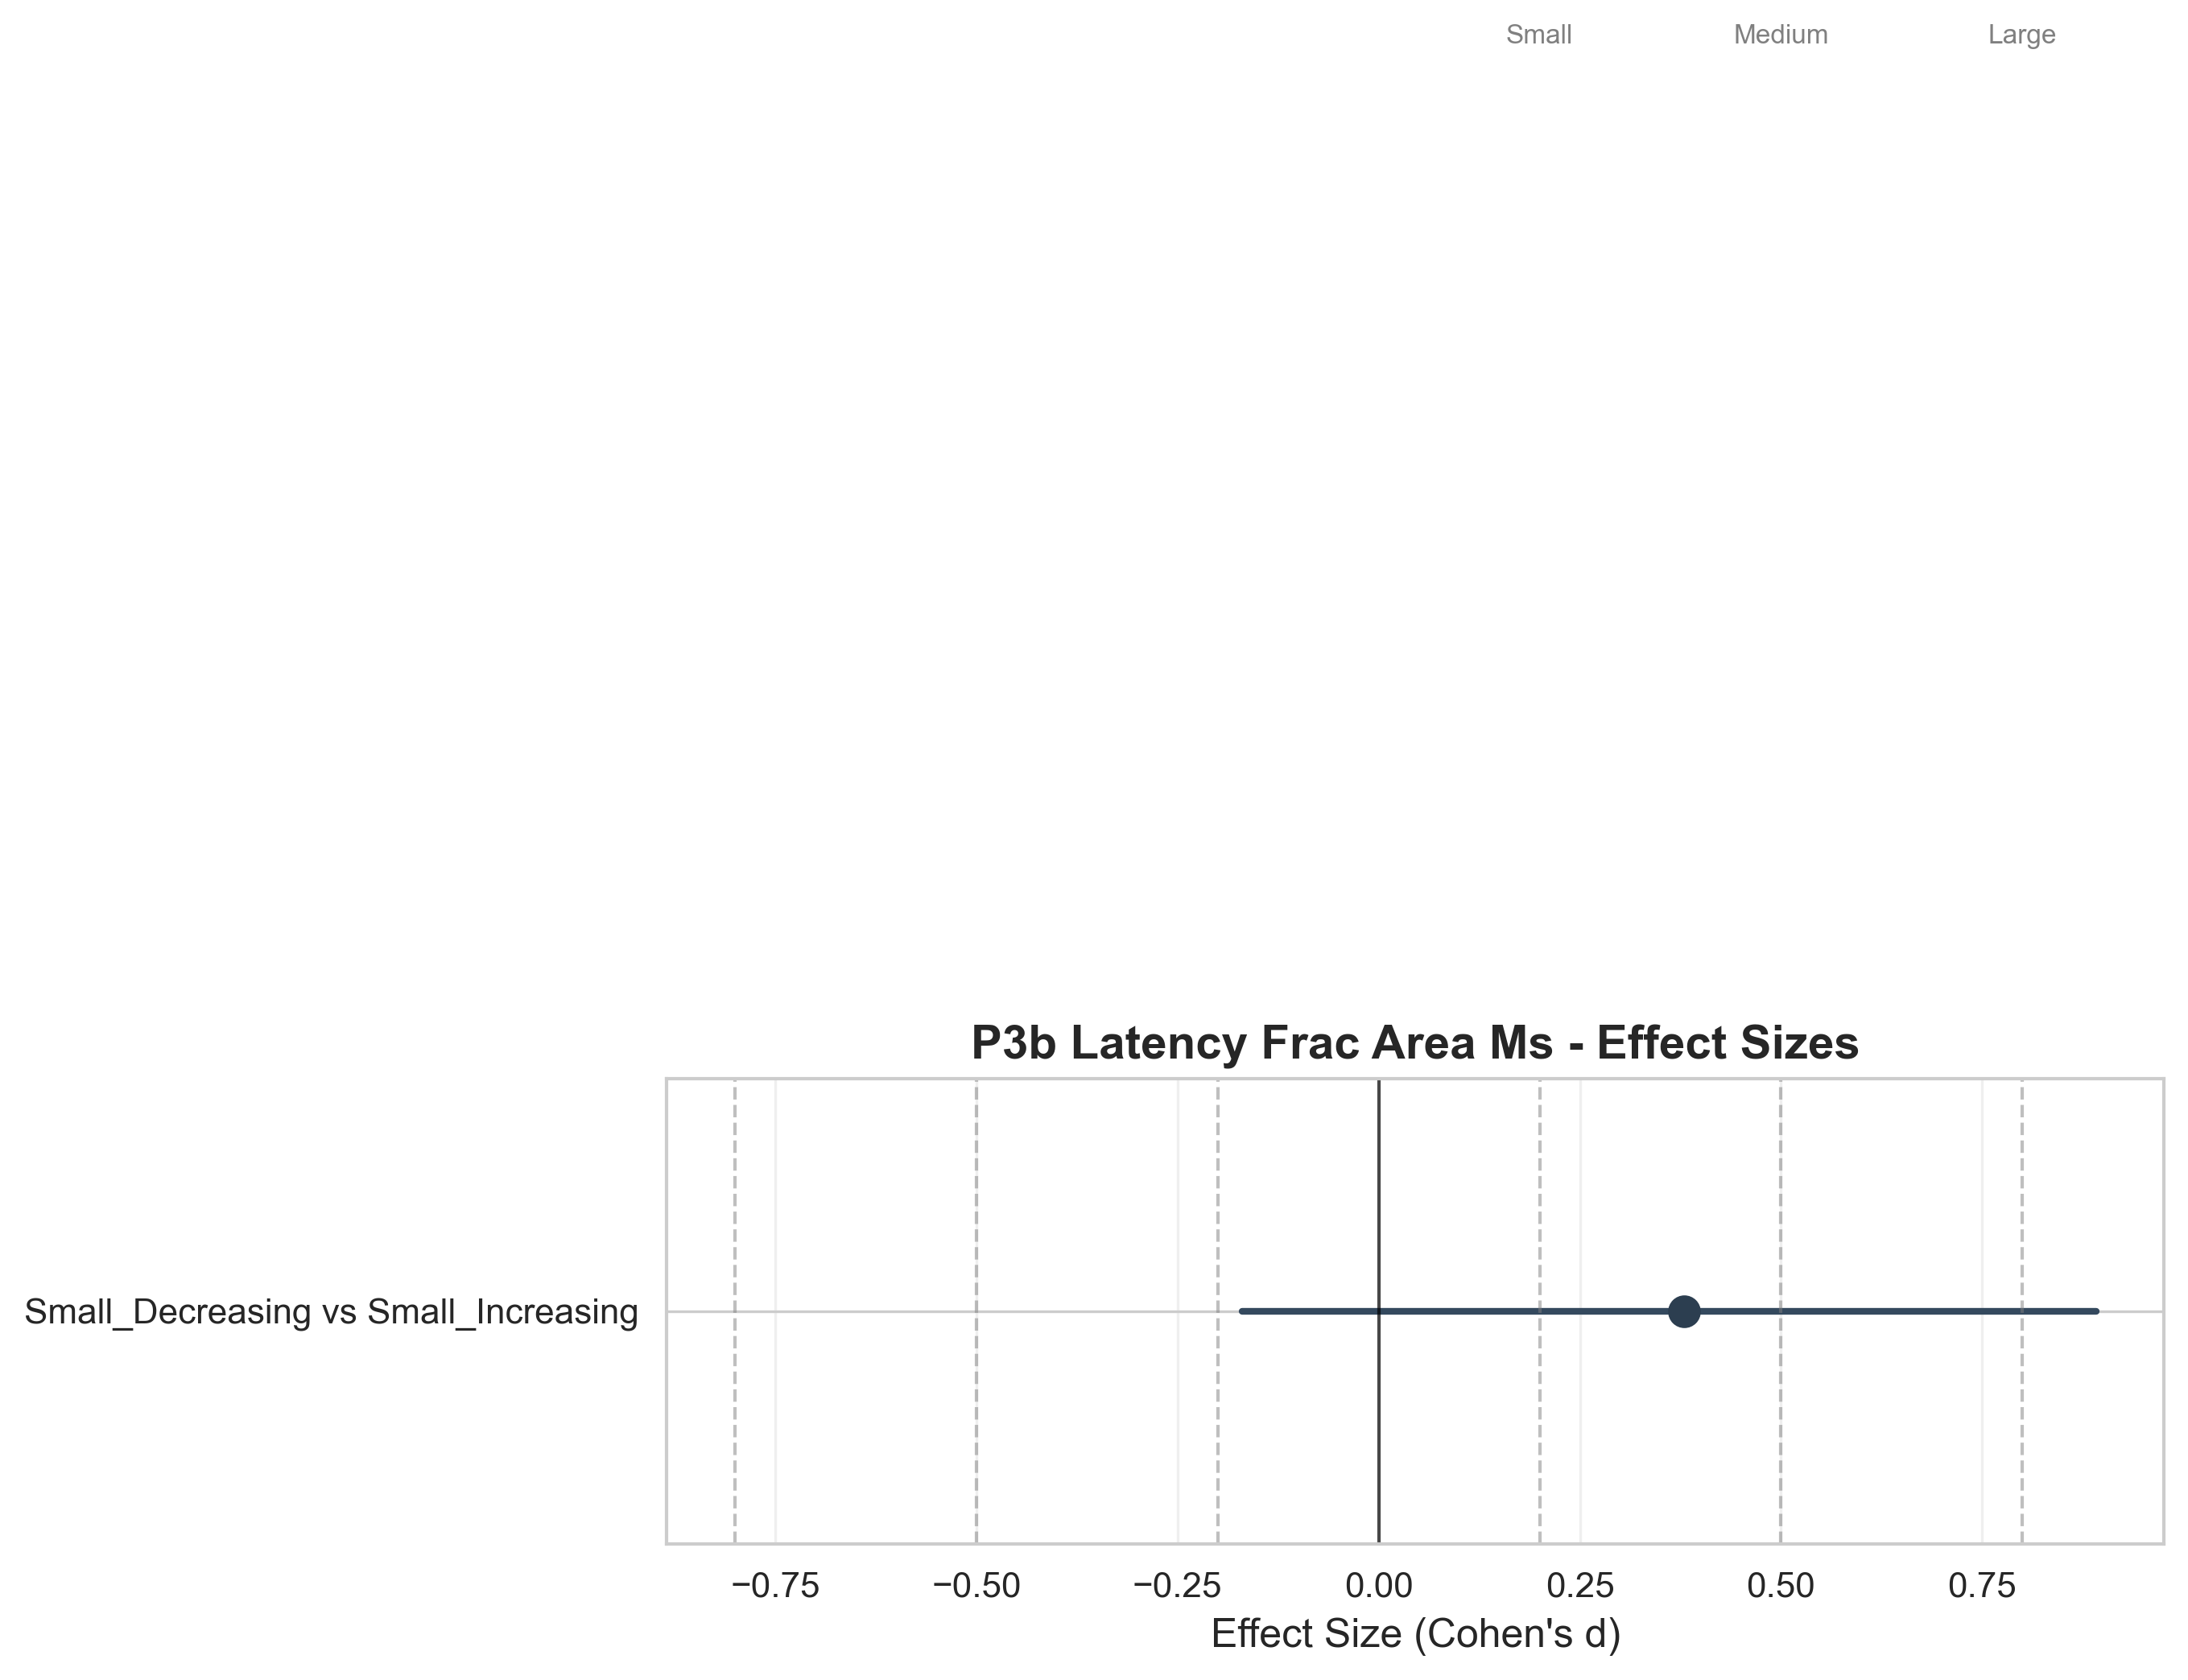 Small Medium Large
P3b Latency Frac Area Ms - Effect Sizes
Small_Decreasing vs Small_Increasing
−0.75 −0.50 −0.25 0.00 0.25 0.50 0.75
Effect Size (Cohen's d)